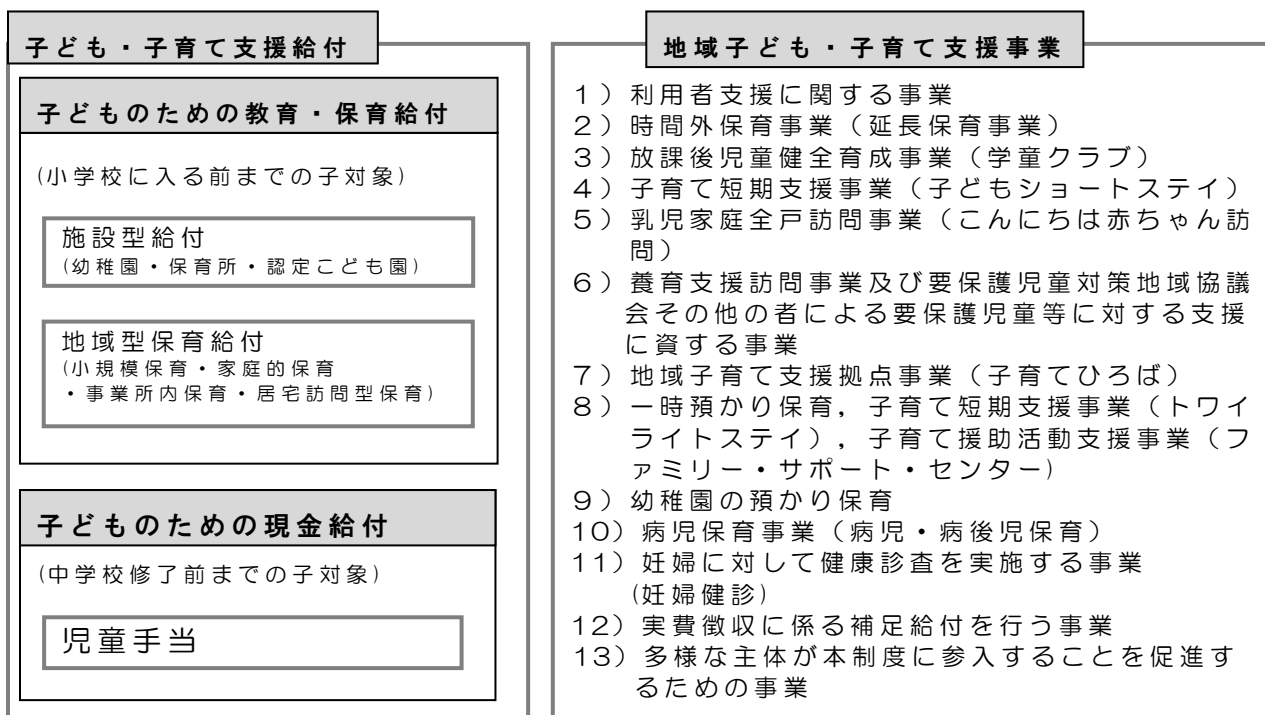 子ども・子育て支援給付
子どものための教育・保育給付
(小学校に入る前までの子対象)
施設型給付
(幼稚園・保育所・認定こども園)
地域型保育給付
(小規模保育・家庭的保育
・事業所内保育・居宅訪問型保育)
子どものための現金給付
(中学校修了前までの子対象)
児童手当
地域子ども・子育て支援事業
1)利用者支援に関する事業
2)時間外保育事業(延長保育事業)
3)放課後児童健全育成事業(学童クラブ)
4)子育て短期支援事業(子どもショートステイ)
5)乳児家庭全戸訪問事業(こんにちは赤ちゃん訪
問)
6)養育支援訪問事業及び要保護児童対策地域協議
会その他の者による要保護児童等に対する支援
に資する事業
7)地域子育て支援拠点事業(子育てひろば)
8)一時預かり保育,子育て短期支援事業(トワイ
ライトステイ),子育て援助活動支援事業(フ
ァミリー・サポート・センター)
9)幼稚園の預かり保育
10)病児保育事業(病児・病後児保育)
11)妊婦に対して健康診査を実施する事業
(妊婦健診)
12)実費徴収に係る補足給付を行う事業
13)多様な主体が本制度に参入することを促進す
るための事業